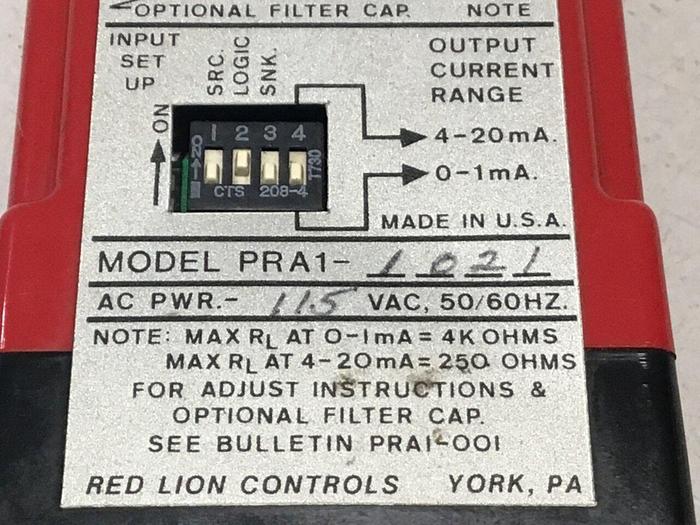 OPTIONAL FILTER CAP. NOTE
INPUT SET UP
SRC.
LOGIC
SNK.
OUTPUT
CURRENT
RANGE
ON
1 2 3 4
ON
CTS 208-4
T730
4-20mA.
0-1mA.
MADE IN U.S.A.
MODEL PRA1- 1021
AC PWR.- 115 VAC, 50/60HZ.
NOTE: MAX RL AT 0-1mA = 4K OHMS
MAX RL AT 4-20mA = 250 OHMS
FOR ADJUST INSTRUCTIONS &
OPTIONAL FILTER CAP.
SEE BULLETIN PRA1-001
RED LION CONTROLS YORK, PA